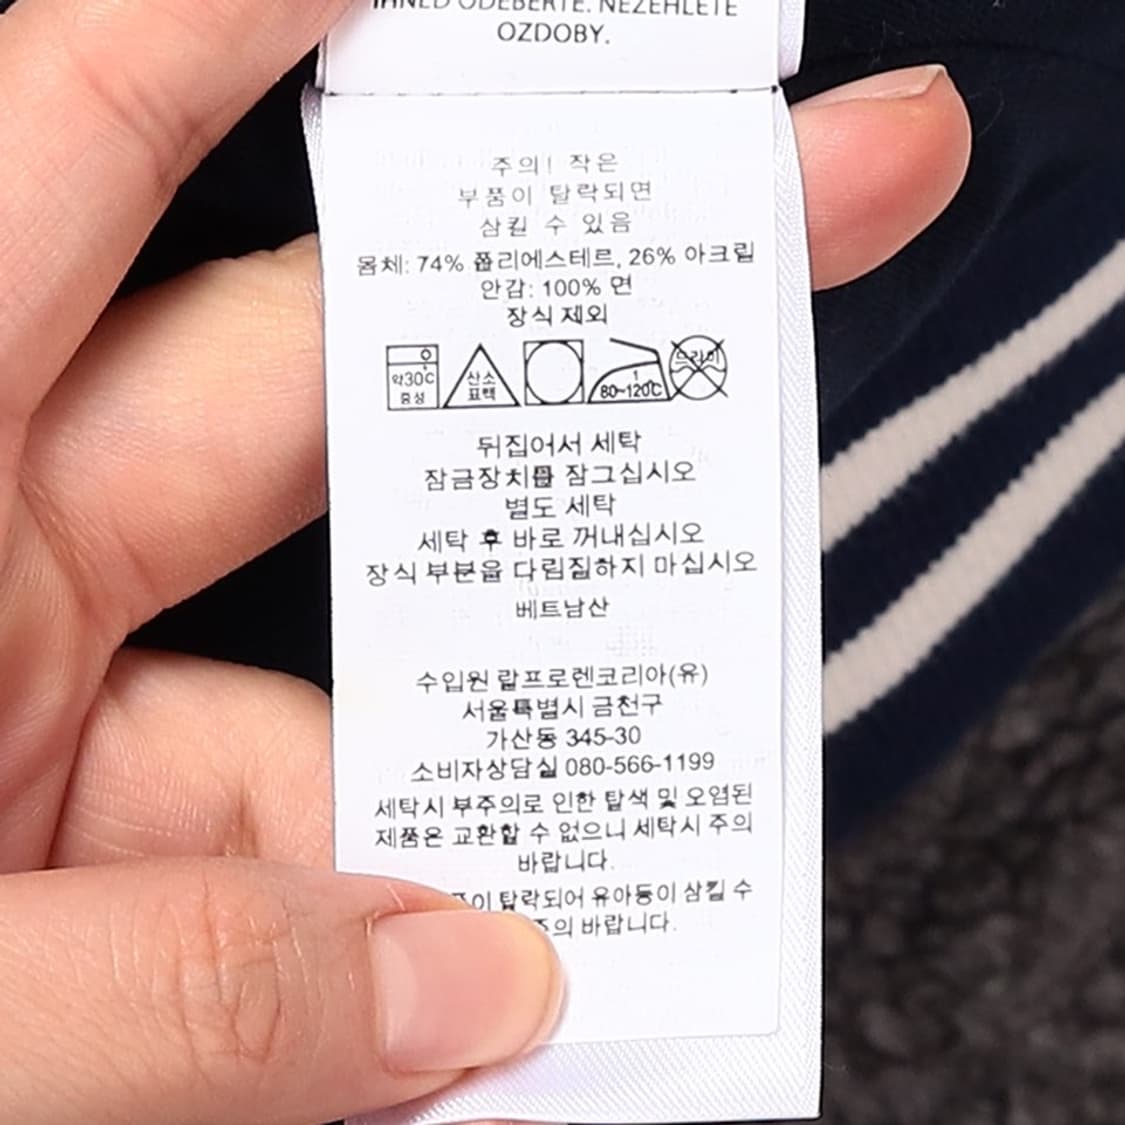 ODEBERTE. NEZEHLETE
OZDOBY.
주의! 작은
부품이 탈락되면
삼킬 수 있음
몸체: 74% 폴리에스테르, 26% 아크릴
안감: 100% 면
장식 제외
약30℃
중성
산소
표백
1
80~120℃
드라이
뒤집어서 세탁
잠금장치를 잠그십시오
별도 세탁
세탁 후 바로 꺼내십시오
장식 부분을 다림질하지 마십시오
베트남산
수입원 랄프로렌코리아(유)
서울특별시 금천구
가산동 345-30
소비자상담실 080-566-1199
세탁시 부주의로 인한 탈색 및 오염된
제품은 교환할 수 없으니 세탁시 주의
바랍니다.
탈락되어 유아등이 삼킬 수
바랍니다.